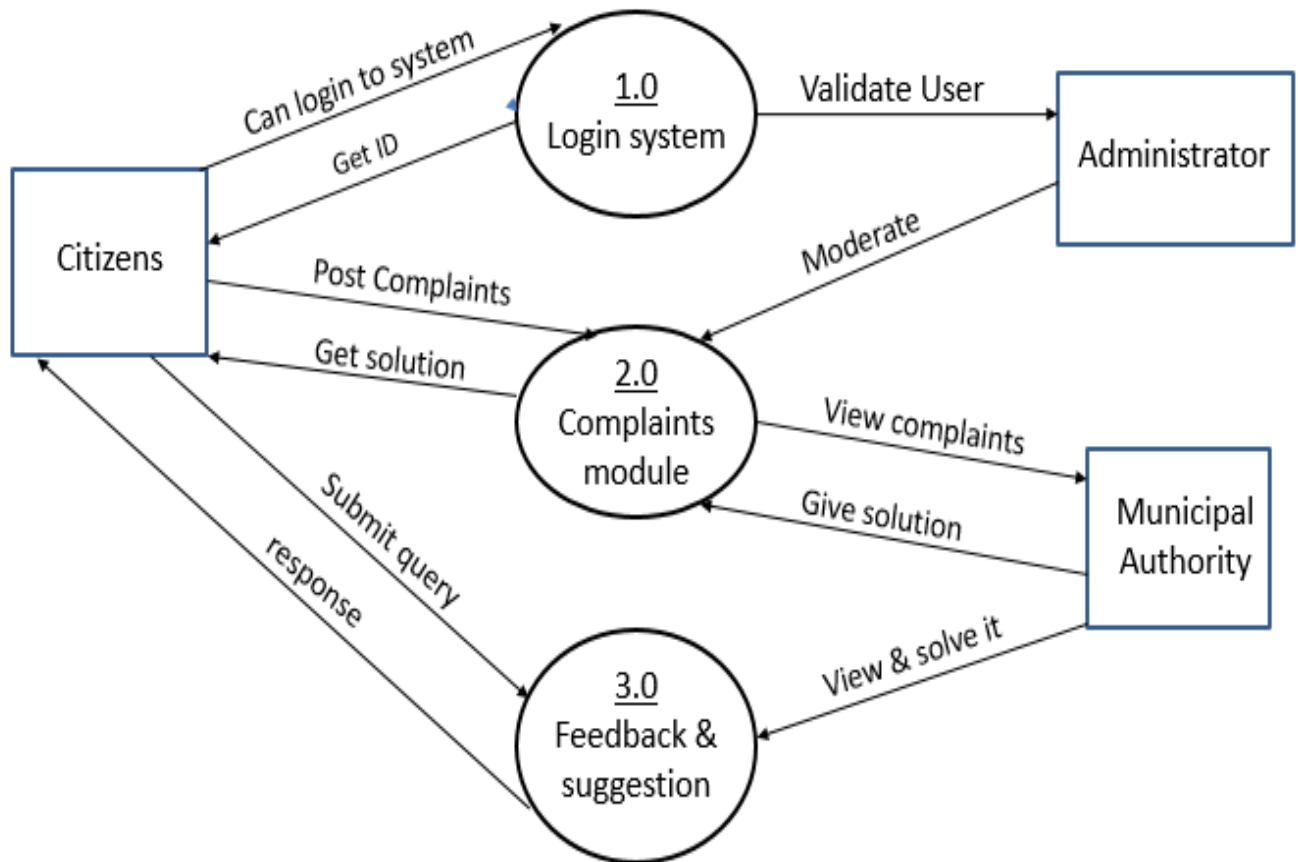 Can login to system
1.0
Login system
Validate User
Administrator
Get ID
Citizens
Moderate
Post Complaints
Get solution
2.0
Complaints
module
View complaints
Give solution
Municipal
Authority
Submit query
response
View & solve it
3.0
Feedback &
suggestion